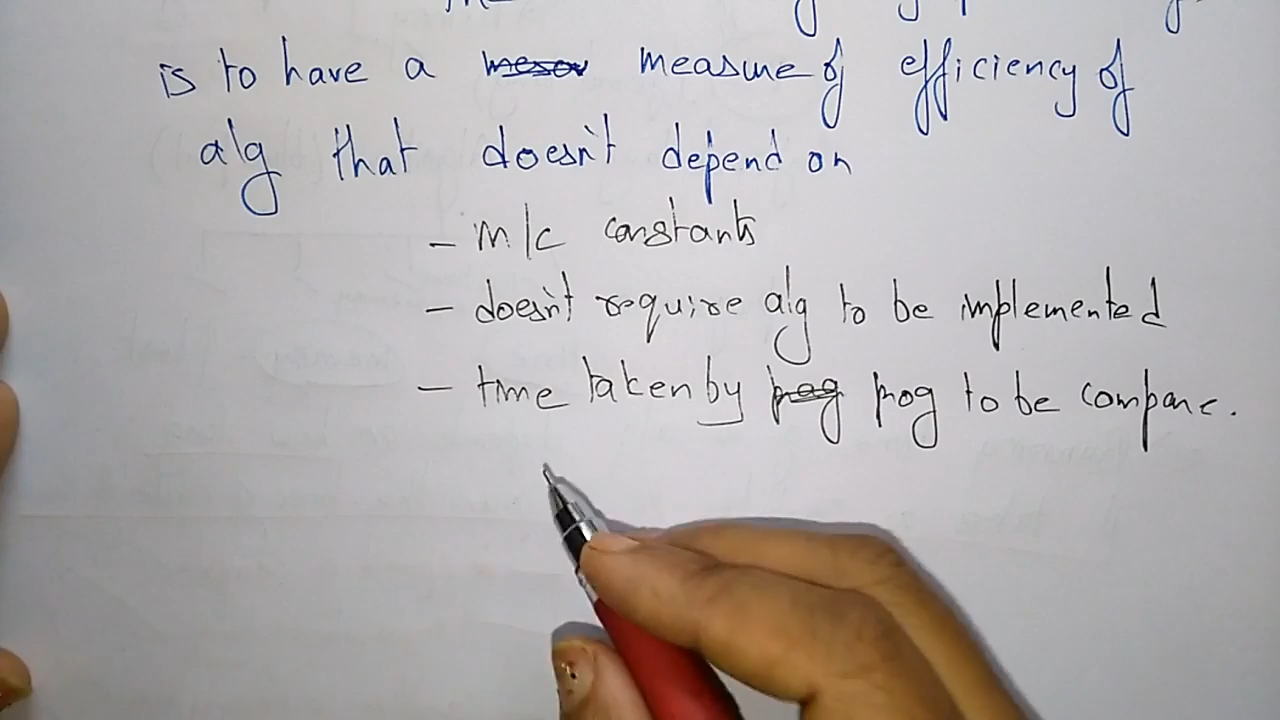 is to have a measure of efficiency of
alg that doesn't depend on
- m/c constants
- doesn't require alg to be implemented
- time taken by prog to be compare.